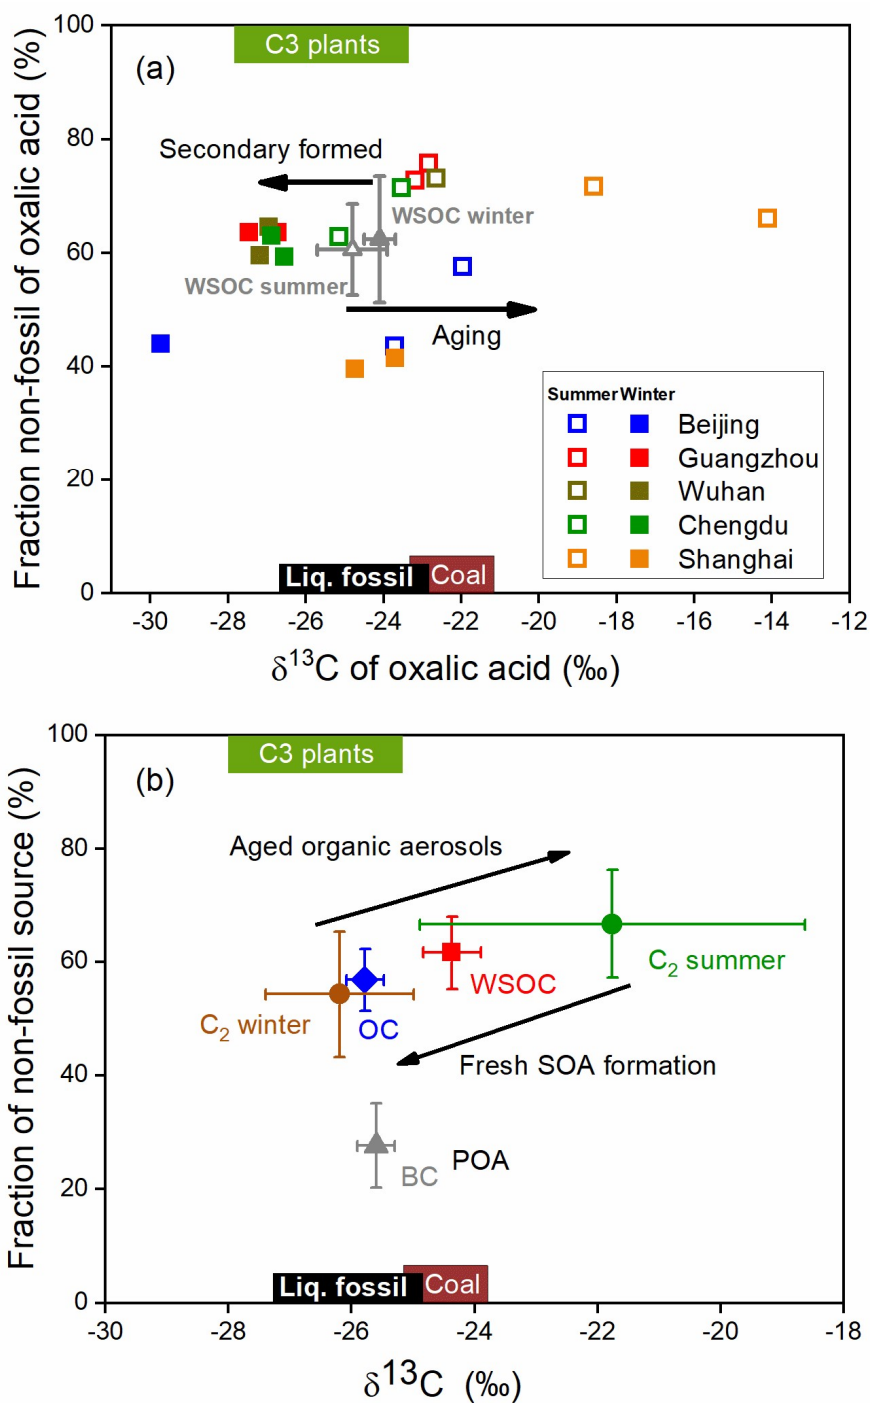 100
C3 plants
(a)
80
Secondary formed
WSOC winter
60
WSOC summer
Aging
40
Summer Winter
Beijing
Guangzhou
Wuhan
Chengdu
Shanghai
20
Liq. fossil
Coal
0
-30 -28 -26 -24 -22 -20 -18 -16 -14 -12
Fraction non-fossil of oxalic acid (%)
δ¹³C of oxalic acid (‰)
100
C3 plants
(b)
Aged organic aerosols
80
60
C₂ summer
WSOC
C₂ winter
OC
Fresh SOA formation
40
POA
BC
20
Liq. fossil
Coal
0
-30 -28 -26 -24 -22 -20 -18
Fraction of non-fossil source (%)
δ¹³C (‰)